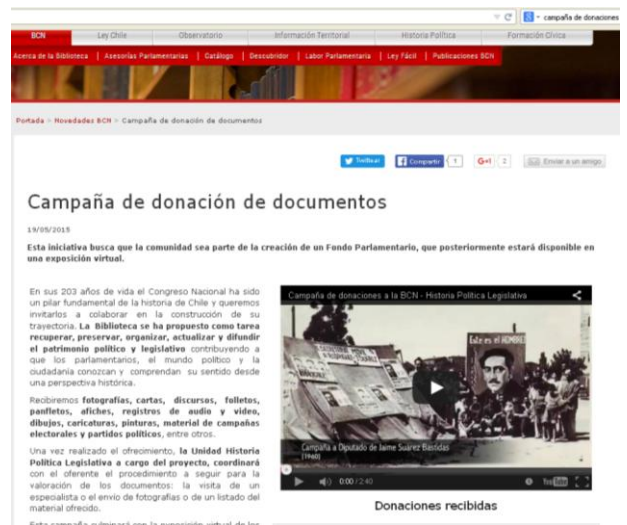 campaña de donaciones
BCN Ley Chile Observatorio Información Territorial Historia Política Formación Cívica
Acerca de la Biblioteca | Asesorías Parlamentarias | Catálogo | Descubridor | Labor Parlamentaria | Ley Fácil | Publicaciones BCN
Portada > Novedades BCN > Campaña de donación de documentos
Twittear Compartir 1 G+1 2 Enviar a un amigo
Campaña de donación de documentos
19/05/2015
Esta iniciativa busca que la comunidad sea parte de la creación de un Fondo Parlamentario, que posteriormente estará disponible en
una exposición virtual.
En sus 203 años de vida el Congreso Nacional ha sido
un pilar fundamental de la historia de Chile y queremos
invitarlos a colaborar en la construcción de su
trayectoria. La Biblioteca se ha propuesto como tarea
recuperar, preservar, organizar, actualizar y difundir
el patrimonio político y legislativo contribuyendo a
que los parlamentarios, el mundo político y la
ciudadanía conozcan y comprendan su sentido desde
una perspectiva histórica.
Recibiremos fotografías, cartas, discursos, folletos,
panfletos, afiches, registros de audio y video,
dibujos, caricaturas, pinturas, material de campañas
electorales y partidos políticos, entre otros.
Una vez realizado el ofrecimiento, la Unidad Historia
Política Legislativa a cargo del proyecto, coordinará
con el oferente el procedimiento a seguir para la
valoración de los documentos: la visita de un
especialista o el envío de fotografías o de un listado del
material ofrecido.
Esta campaña culminará con la exposición virtual de los
Campaña de donaciones a la BCN - Historia Política Legislativa
Este es el HOMBRE
Campaña a Diputado de Jaime Suárez Bastidas
(1960)
0:00 / 2:40 YouTube
Donaciones recibidas